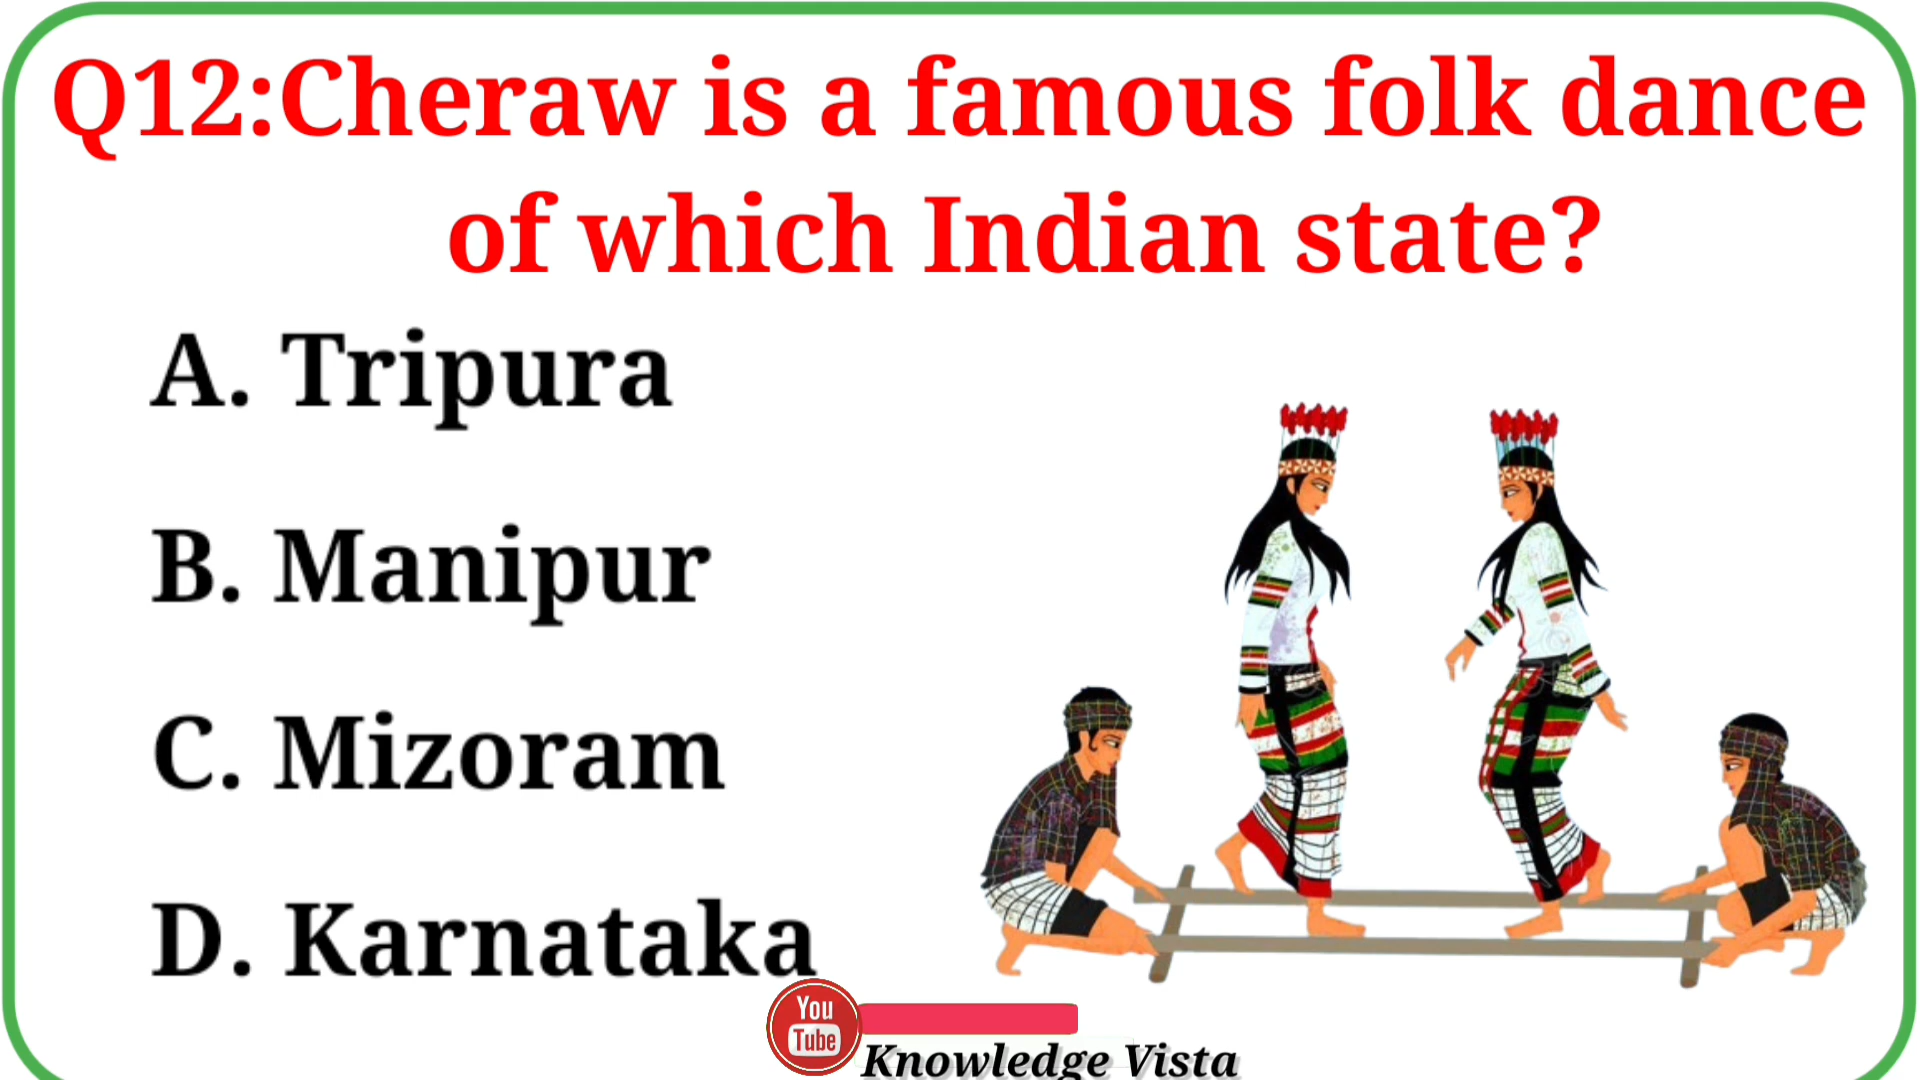 Q12:Cheraw is a famous folk dance
of which Indian state?
A. Tripura
B. Manipur
C. Mizoram
D. Karnataka
You
Tube
Knowledge Vista